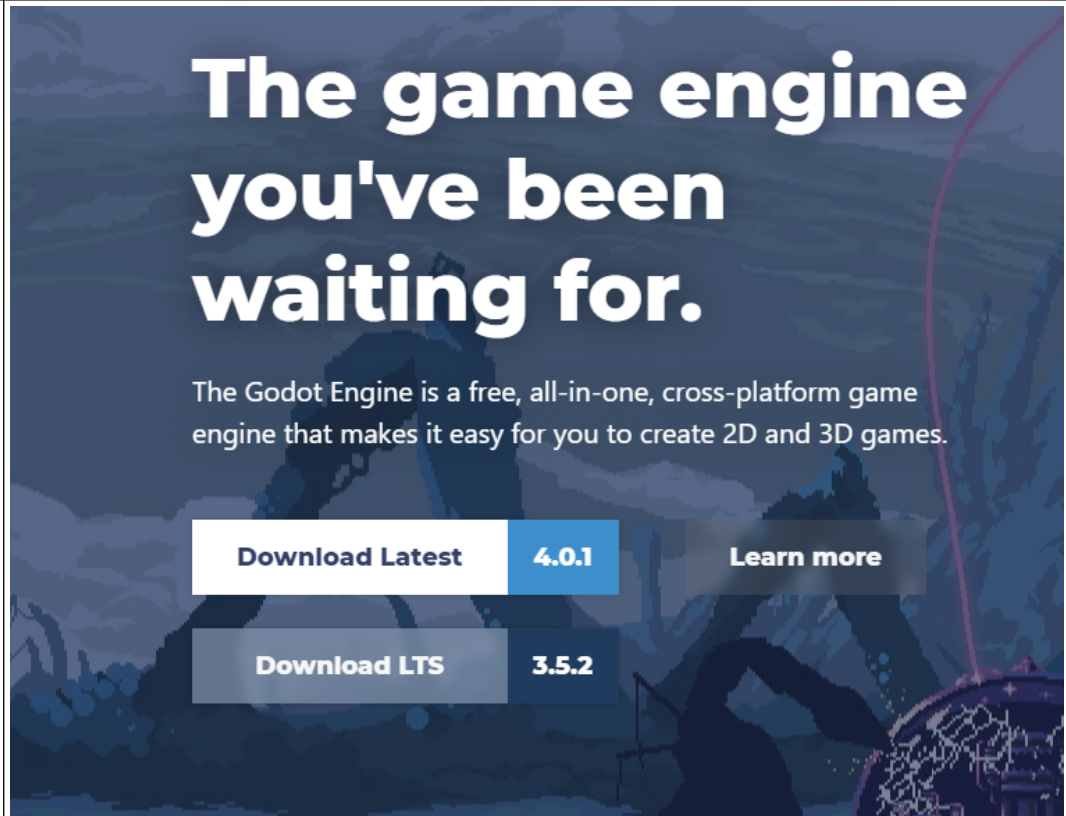 The game engine
you've been
waiting for.
The Godot Engine is a free, all-in-one, cross-platform game
engine that makes it easy for you to create 2D and 3D games.
Download Latest 4.0.1 Learn more
Download LTS 3.5.2